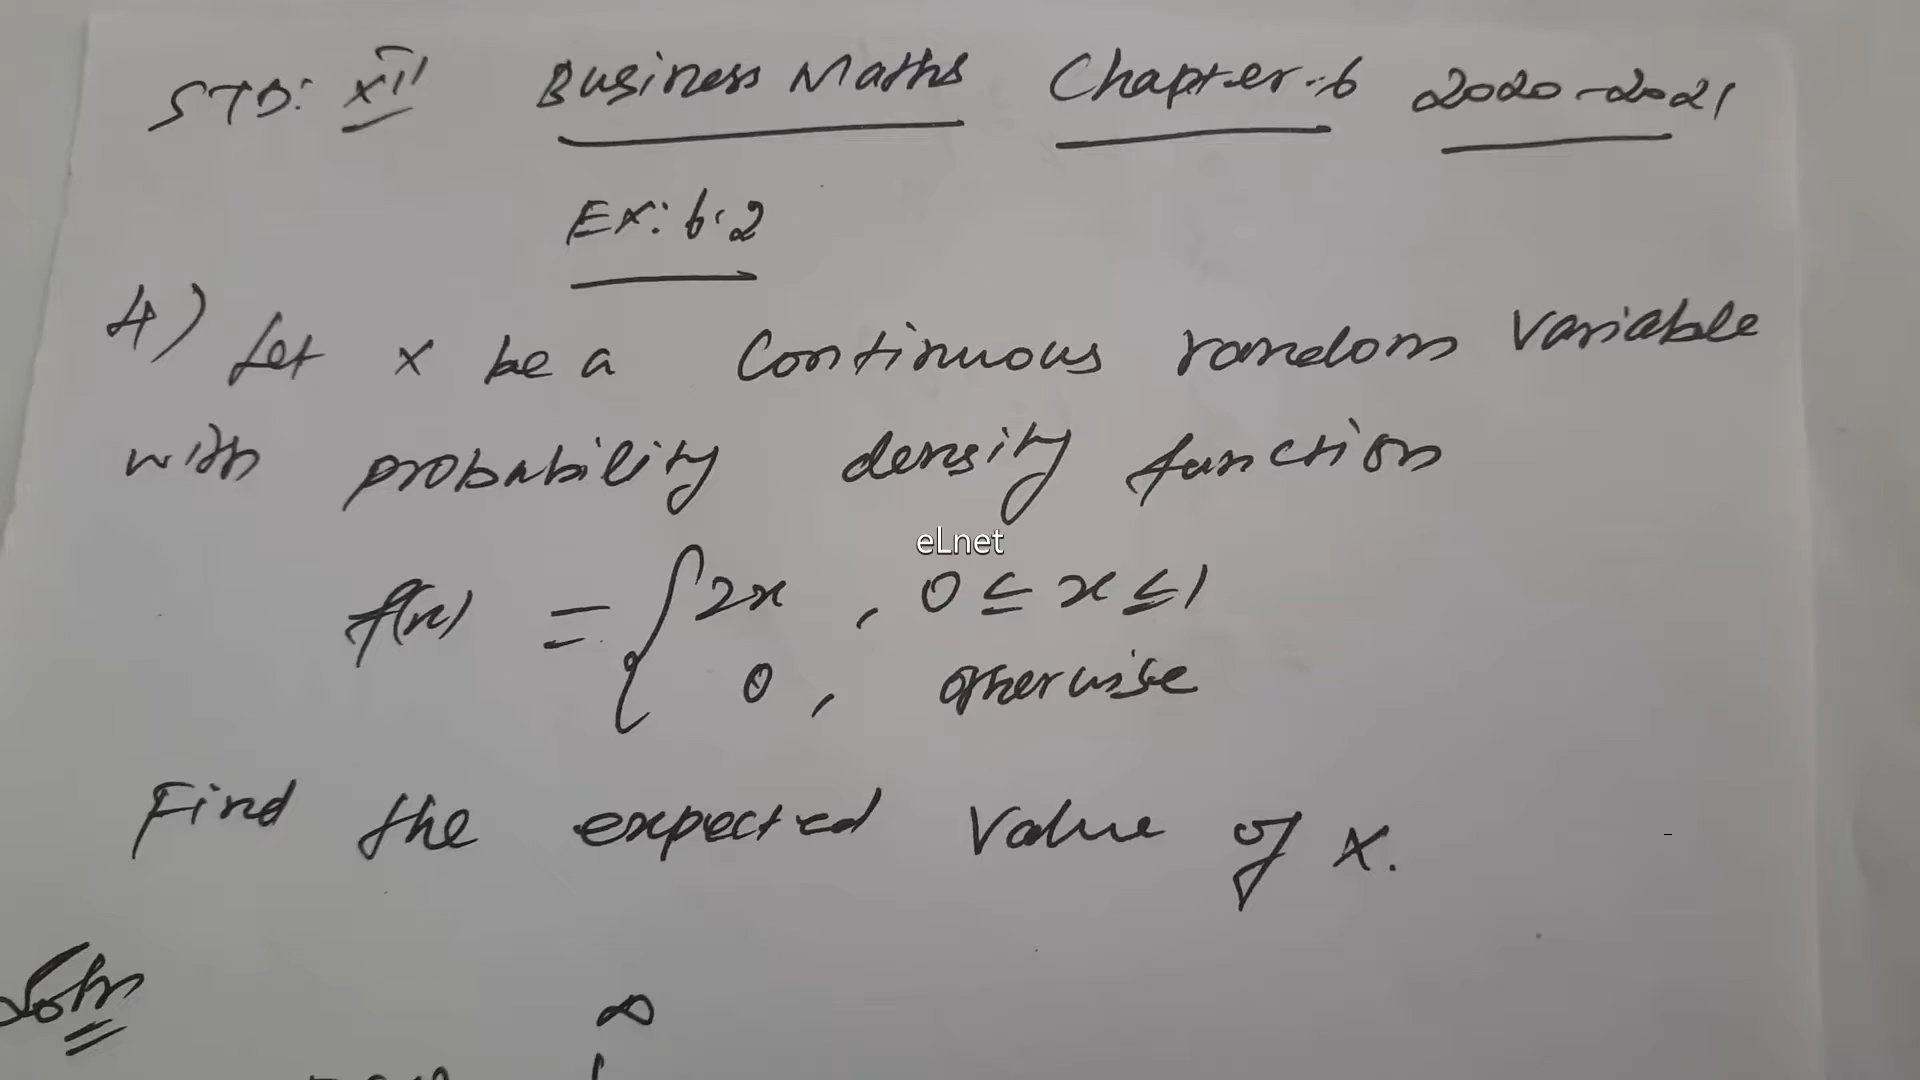 STD: XII Business Maths Chapter-6 2020-2021
Ex: 6.2
4) Let x be a continuous random variable
with probability density function
eLnet
f(x) = { 2x , 0 ≤ x ≤ 1
0 , otherwise
Find the expected value of x.
Soln
∞